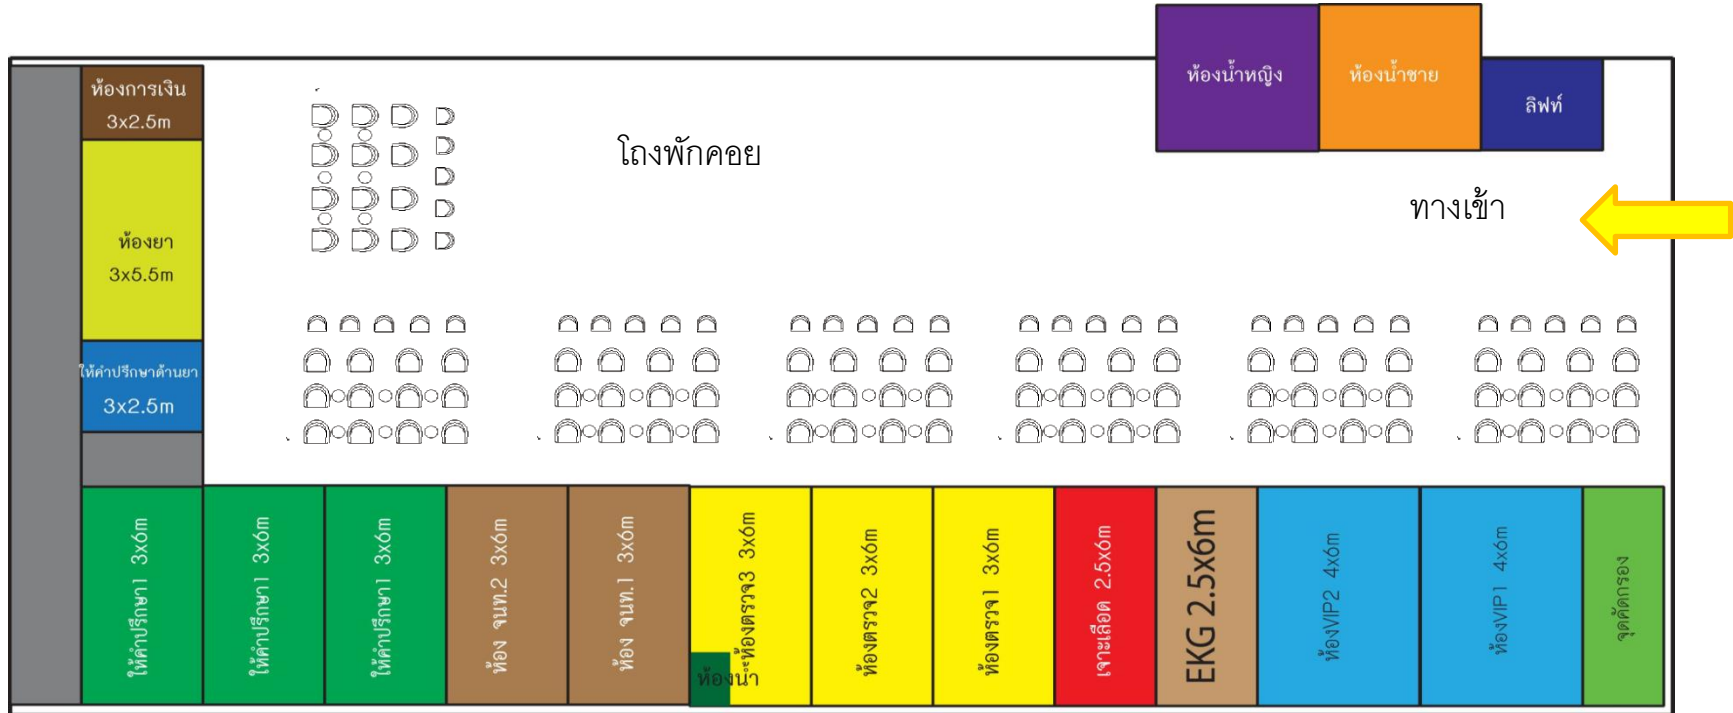 ห้องน้ำหญิง
ห้องน้ำชาย
ลิฟท์
ห้องการเงิน
3x2.5m
โถงพักคอย
ทางเข้า
ห้องยา
3x5.5m
ให้คำปรึกษาด้านยา
3x2.5m
ให้คำปรึกษา1 3x6m
ให้คำปรึกษา1 3x6m
ให้คำปรึกษา1 3x6m
ห้อง จนท.2 3x6m
ห้อง จนท.1 3x6m
ห้องตรวจ3 3x6m
ห้องน้ำ
ห้องตรวจ2 3x6m
ห้องตรวจ1 3x6m
เจาะเลือด 2.5x6m
EKG 2.5x6m
ห้องVIP2 4x6m
ห้องVIP1 4x6m
จุดคัดกรอง